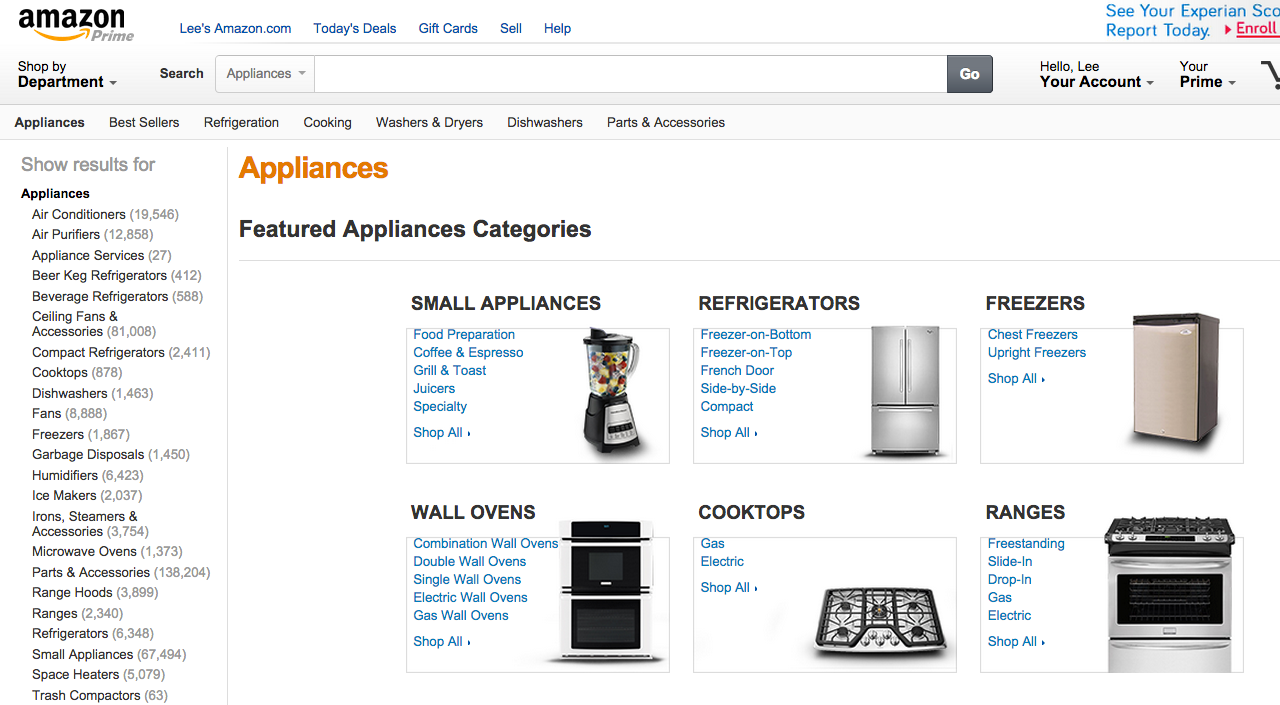 amazon
Prime
Lee's Amazon.com Today's Deals Gift Cards Sell Help
See Your Experian Sco
Report Today. Enroll
Shop by
Department
Search Appliances Go
Hello, Lee
Your Account
Your
Prime
Appliances Best Sellers Refrigeration Cooking Washers & Dryers Dishwashers Parts & Accessories
Show results for
Appliances
Air Conditioners (19,546)
Air Purifiers (12,858)
Appliance Services (27)
Beer Keg Refrigerators (412)
Beverage Refrigerators (588)
Ceiling Fans &
Accessories (81,008)
Compact Refrigerators (2,411)
Cooktops (878)
Dishwashers (1,463)
Fans (8,888)
Freezers (1,867)
Garbage Disposals (1,450)
Humidifiers (6,423)
Ice Makers (2,037)
Irons, Steamers &
Accessories (3,754)
Microwave Ovens (1,373)
Parts & Accessories (138,204)
Range Hoods (3,899)
Ranges (2,340)
Refrigerators (6,348)
Small Appliances (67,494)
Space Heaters (5,079)
Trash Compactors (63)
Appliances
Featured Appliances Categories
SMALL APPLIANCES
Food Preparation
Coffee & Espresso
Grill & Toast
Juicers
Specialty
Shop All
REFRIGERATORS
Freezer-on-Bottom
Freezer-on-Top
French Door
Side-by-Side
Compact
Shop All
FREEZERS
Chest Freezers
Upright Freezers
Shop All
WALL OVENS
Combination Wall Ovens
Double Wall Ovens
Single Wall Ovens
Electric Wall Ovens
Gas Wall Ovens
Shop All
COOKTOPS
Gas
Electric
Shop All
RANGES
Freestanding
Slide-In
Drop-In
Gas
Electric
Shop All